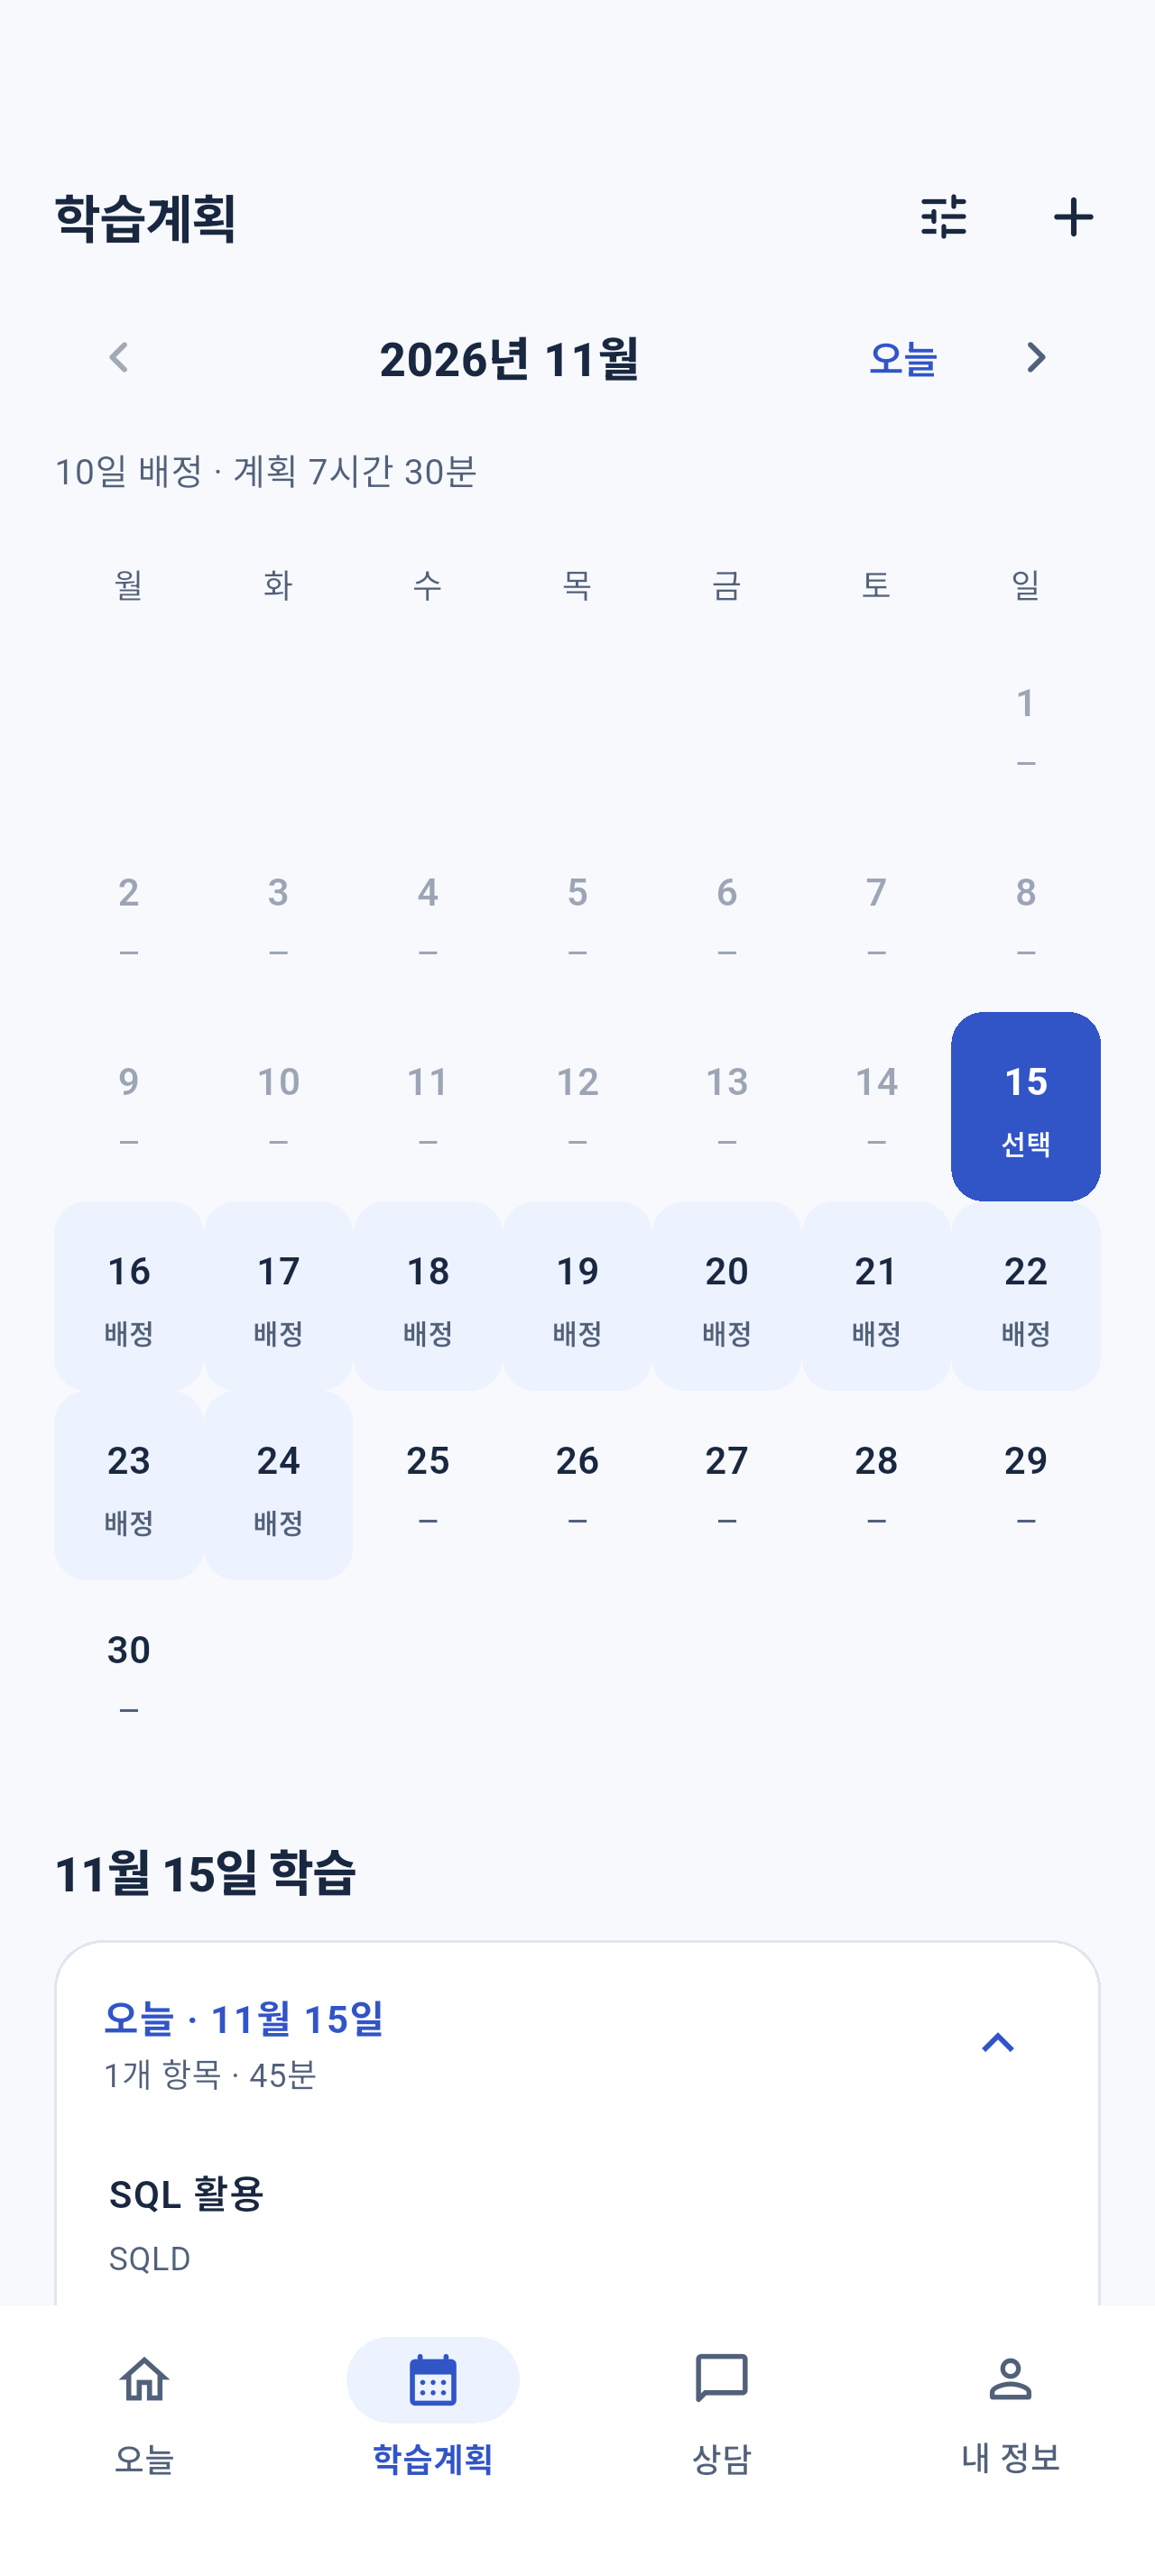 학습계획
2026년 11월 오늘
10일 배정 · 계획 7시간 30분
월 화 수 목 금 토 일
1
–
2 3 4 5 6 7 8
– – – – – – –
9 10 11 12 13 14 15
– – – – – – 선택
16 17 18 19 20 21 22
배정 배정 배정 배정 배정 배정 배정
23 24 25 26 27 28 29
배정 배정 – – – – –
30
–
11월 15일 학습
오늘 · 11월 15일
1개 항목 · 45분
SQL 활용
SQLD
오늘 학습계획 상담 내 정보